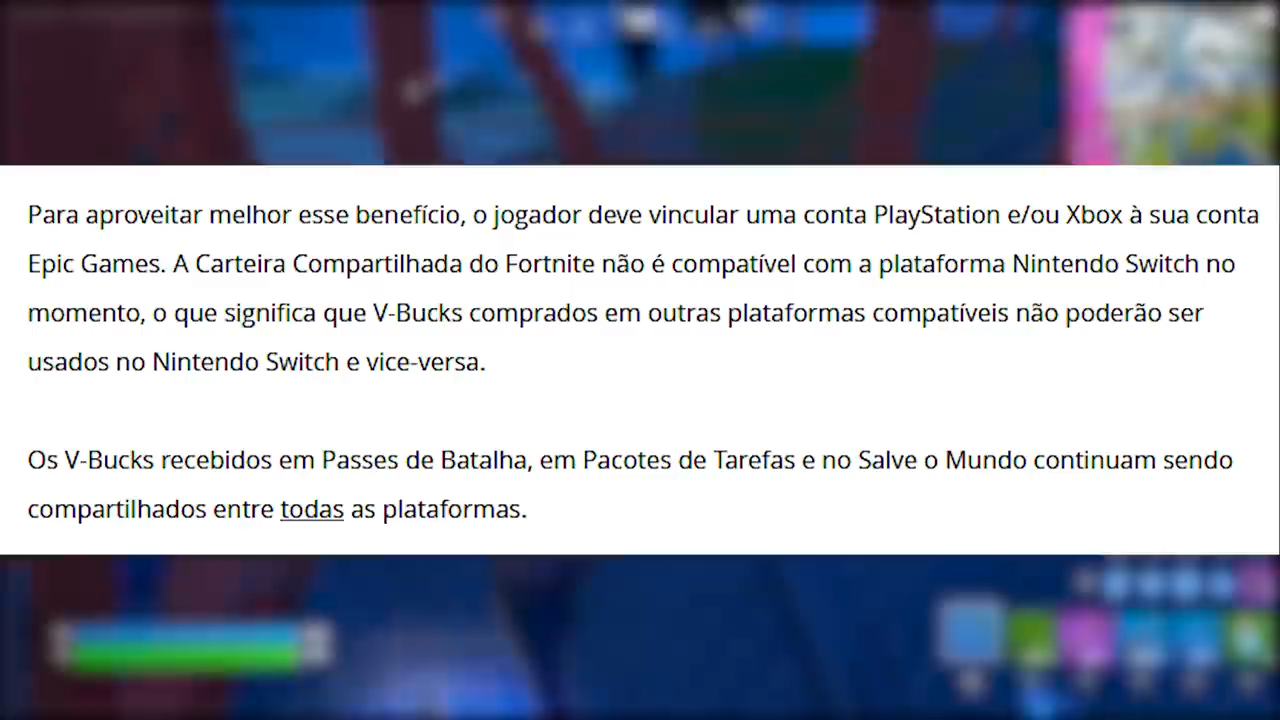 Para aproveitar melhor esse benefício, o jogador deve vincular uma conta PlayStation e/ou Xbox à sua conta
Epic Games. A Carteira Compartilhada do Fortnite não é compatível com a plataforma Nintendo Switch no
momento, o que significa que V-Bucks comprados em outras plataformas compatíveis não poderão ser
usados no Nintendo Switch e vice-versa.
Os V-Bucks recebidos em Passes de Batalha, em Pacotes de Tarefas e no Salve o Mundo continuam sendo
compartilhados entre todas as plataformas.